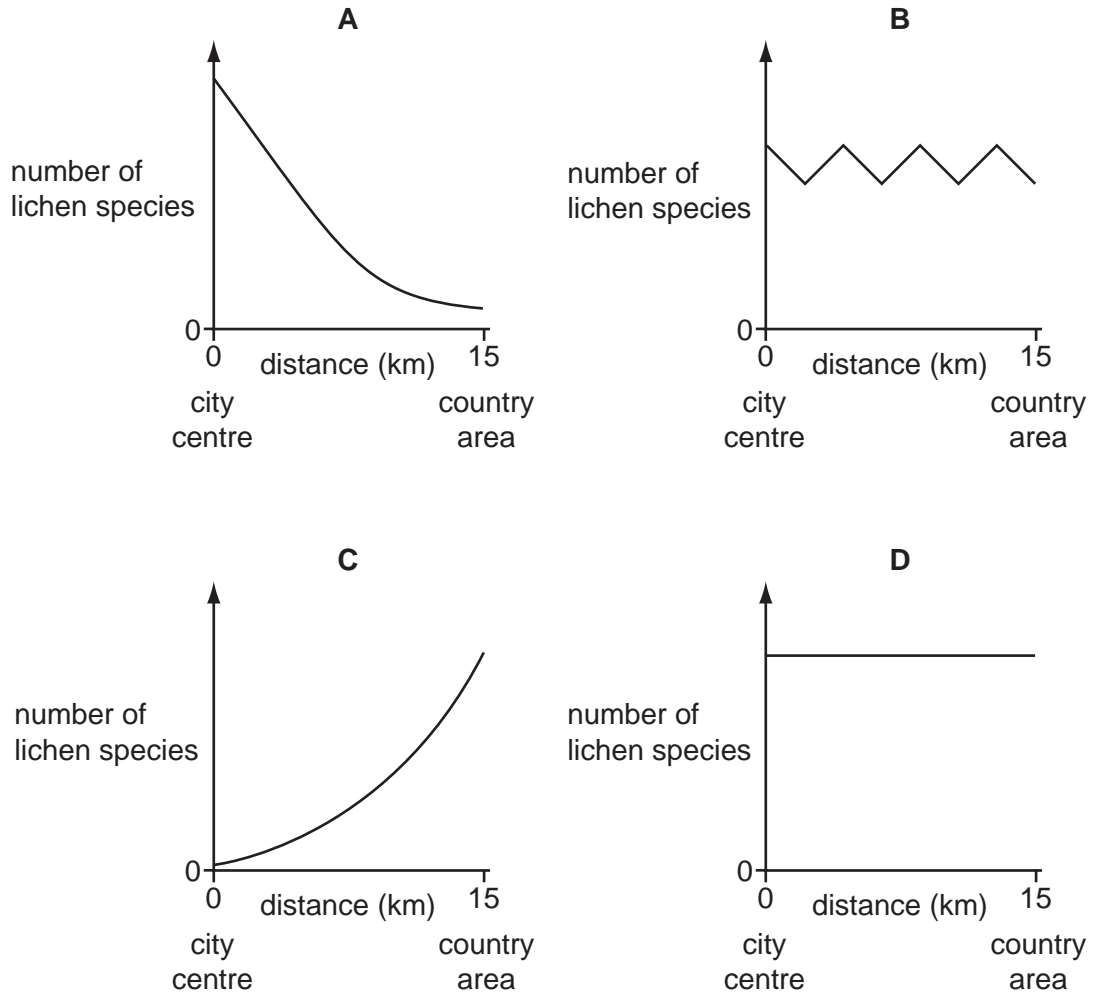 A
number of
lichen species
0
0
distance (km)
15
city
centre
country
area
B
number of
lichen species
0
0
distance (km)
15
city
centre
country
area
C
number of
lichen species
0
0
distance (km)
15
city
centre
country
area
D
number of
lichen species
0
0
distance (km)
15
city
centre
country
area